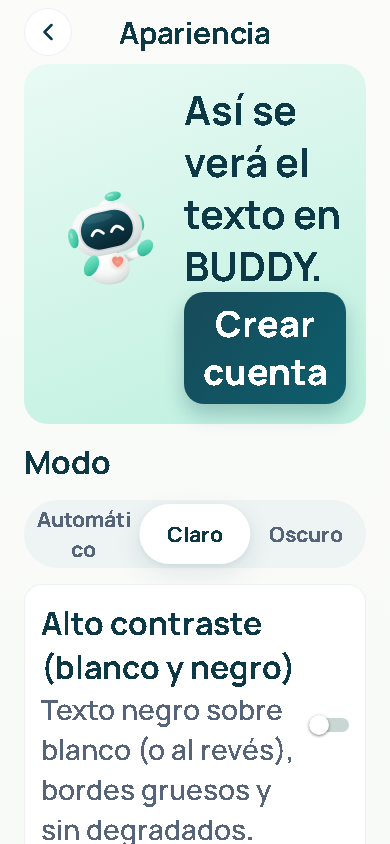 Apariencia
Así se
verá el
texto en
BUDDY.
Crear
cuenta
Modo
Automáti
co
Claro
Oscuro
Alto contraste
(blanco y negro)
Texto negro sobre
blanco (o al revés),
bordes gruesos y
sin degradados.